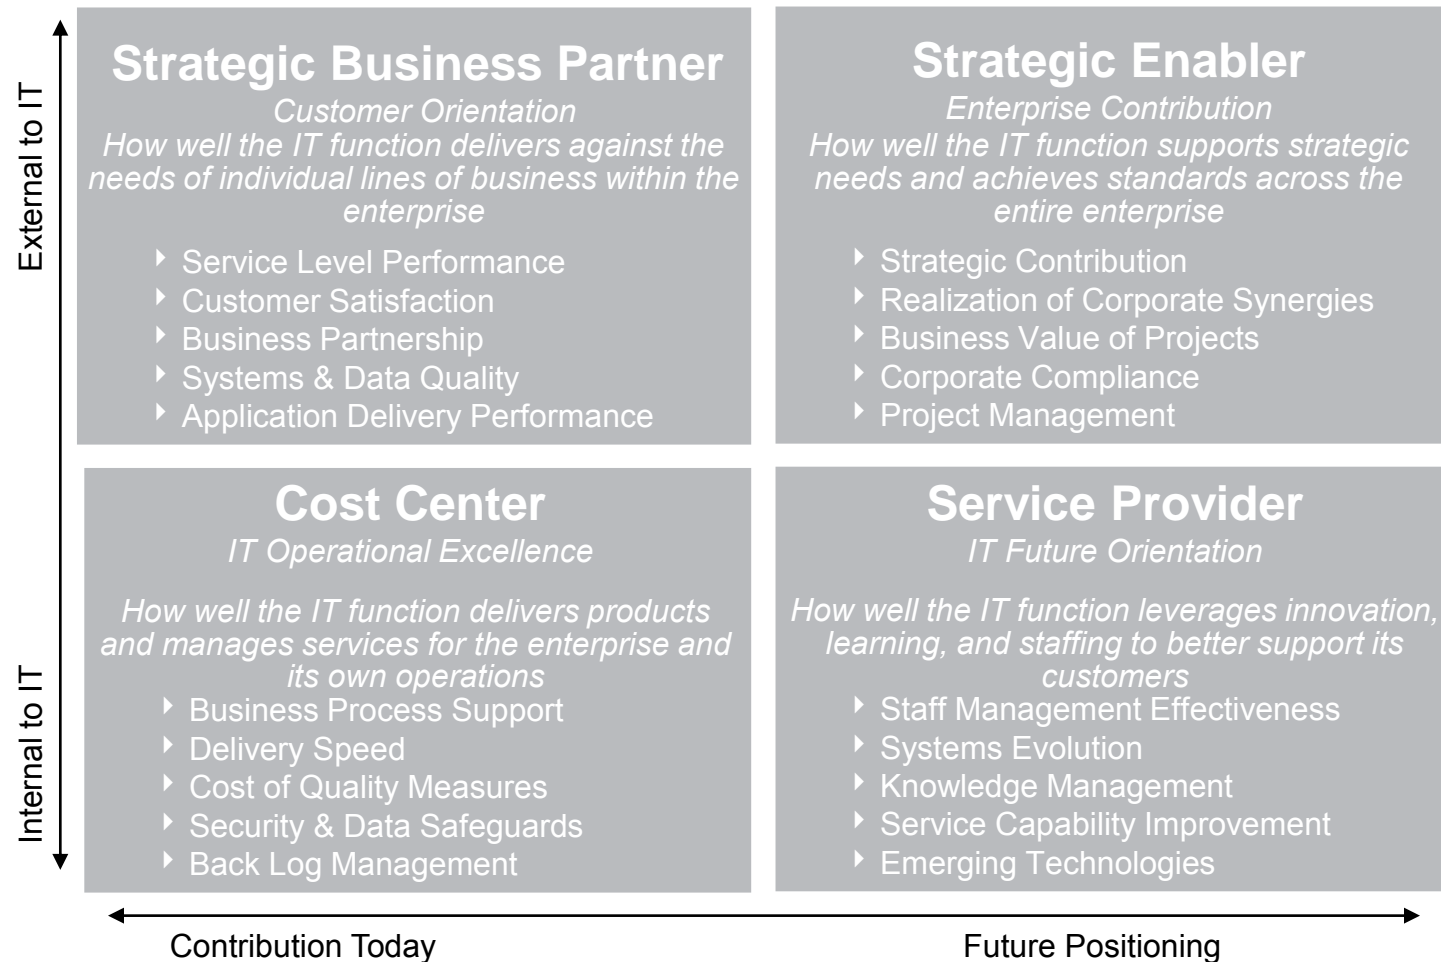 External to IT
Strategic Business Partner
Customer Orientation
How well the IT function delivers against the
needs of individual lines of business within the
enterprise
Service Level Performance
Customer Satisfaction
Business Partnership
Systems & Data Quality
Application Delivery Performance
Strategic Enabler
Enterprise Contribution
How well the IT function supports strategic
needs and achieves standards across the
entire enterprise
Strategic Contribution
Realization of Corporate Synergies
Business Value of Projects
Corporate Compliance
Project Management
Internal to IT
Cost Center
IT Operational Excellence
How well the IT function delivers products
and manages services for the enterprise and
its own operations
Business Process Support
Delivery Speed
Cost of Quality Measures
Security & Data Safeguards
Back Log Management
Service Provider
IT Future Orientation
How well the IT function leverages innovation,
learning, and staffing to better support its
customers
Staff Management Effectiveness
Systems Evolution
Knowledge Management
Service Capability Improvement
Emerging Technologies
Contribution Today
Future Positioning